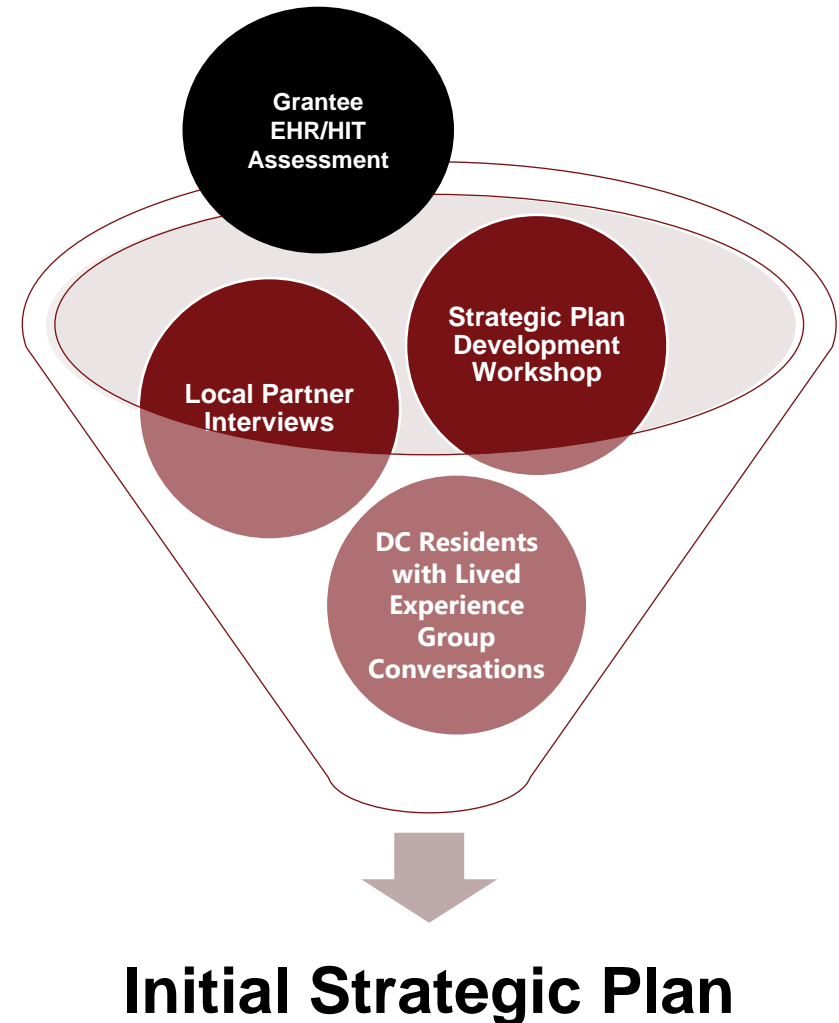 Grantee
EHR/HIT
Assessment
Strategic Plan
Development
Workshop
Local Partner
Interviews
DC Residents
with Lived
Experience
Group
Conversations
Initial Strategic Plan